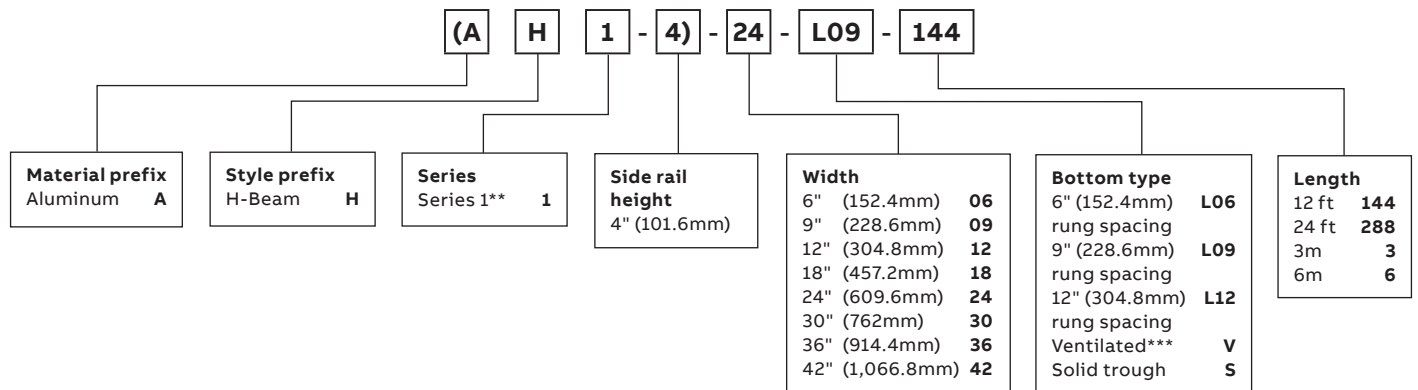 (A H 1 - 4) - 24 - L09 - 144
Material prefix
Aluminum A
Style prefix
H-Beam H
Series
Series 1** 1
Side rail
height
4" (101.6mm)
Width
6" (152.4mm) 06
9" (228.6mm) 09
12" (304.8mm) 12
18" (457.2mm) 18
24" (609.6mm) 24
30" (762mm) 30
36" (914.4mm) 36
42" (1,066.8mm) 42
Bottom type
6" (152.4mm) L06
rung spacing
9" (228.6mm) L09
rung spacing
12" (304.8mm) L12
rung spacing
Ventilated*** V
Solid trough S
Length
12 ft 144
24 ft 288
3m 3
6m 6